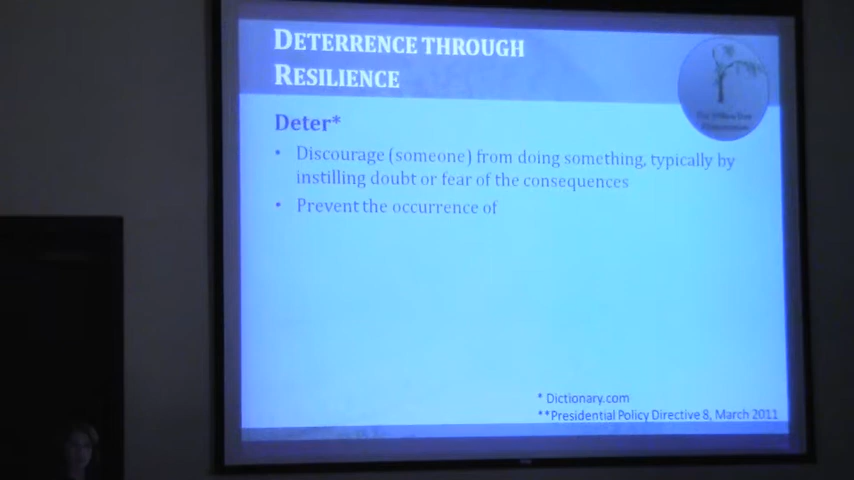 DETERRENCE THROUGH
RESILIENCE
Deter*
• Discourage (someone) from doing something, typically by
instilling doubt or fear of the consequences
• Prevent the occurrence of
* Dictionary.com
**Presidential Policy Directive 8, March 2011